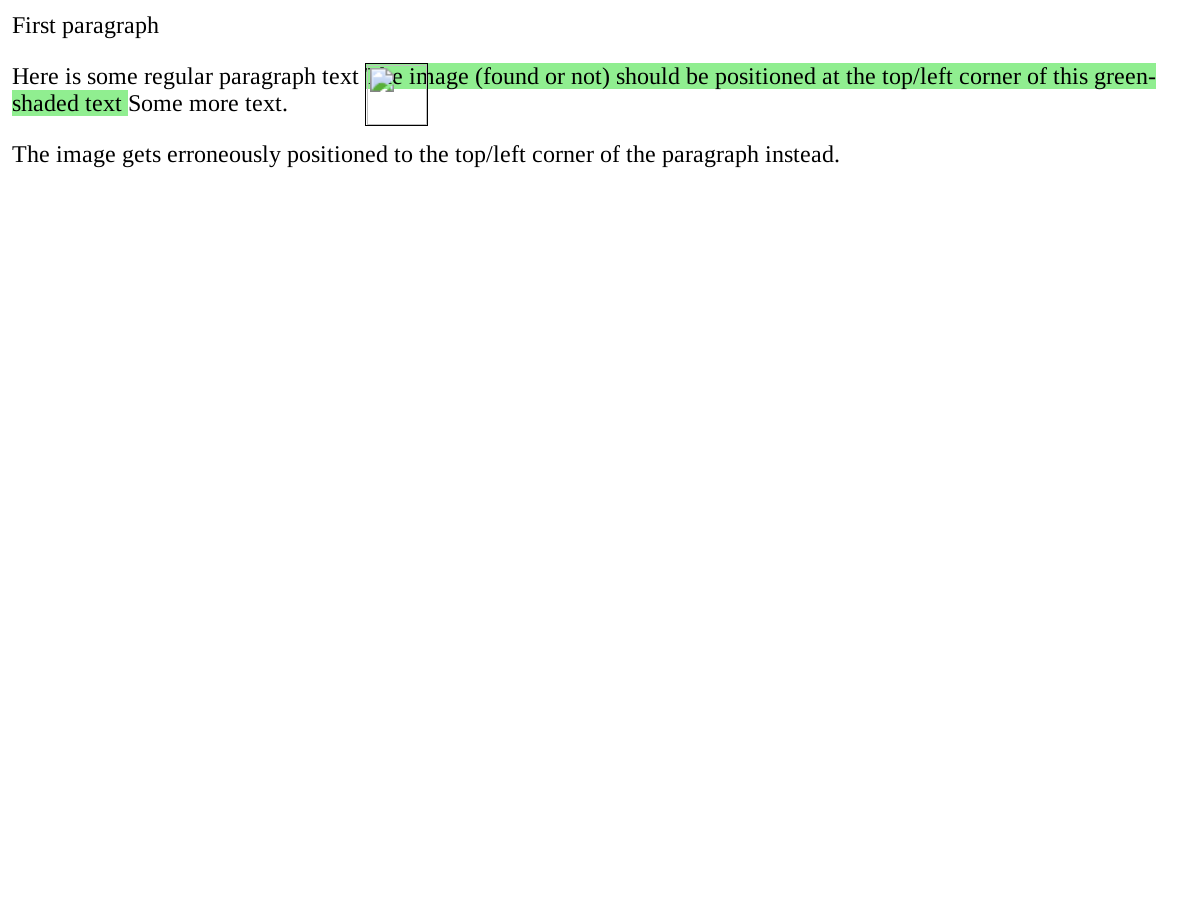 First paragraph
Here is some regular paragraph text The image (found or not) should be positioned at the top/left corner of this green-
shaded text Some more text.
The image gets erroneously positioned to the top/left corner of the paragraph instead.